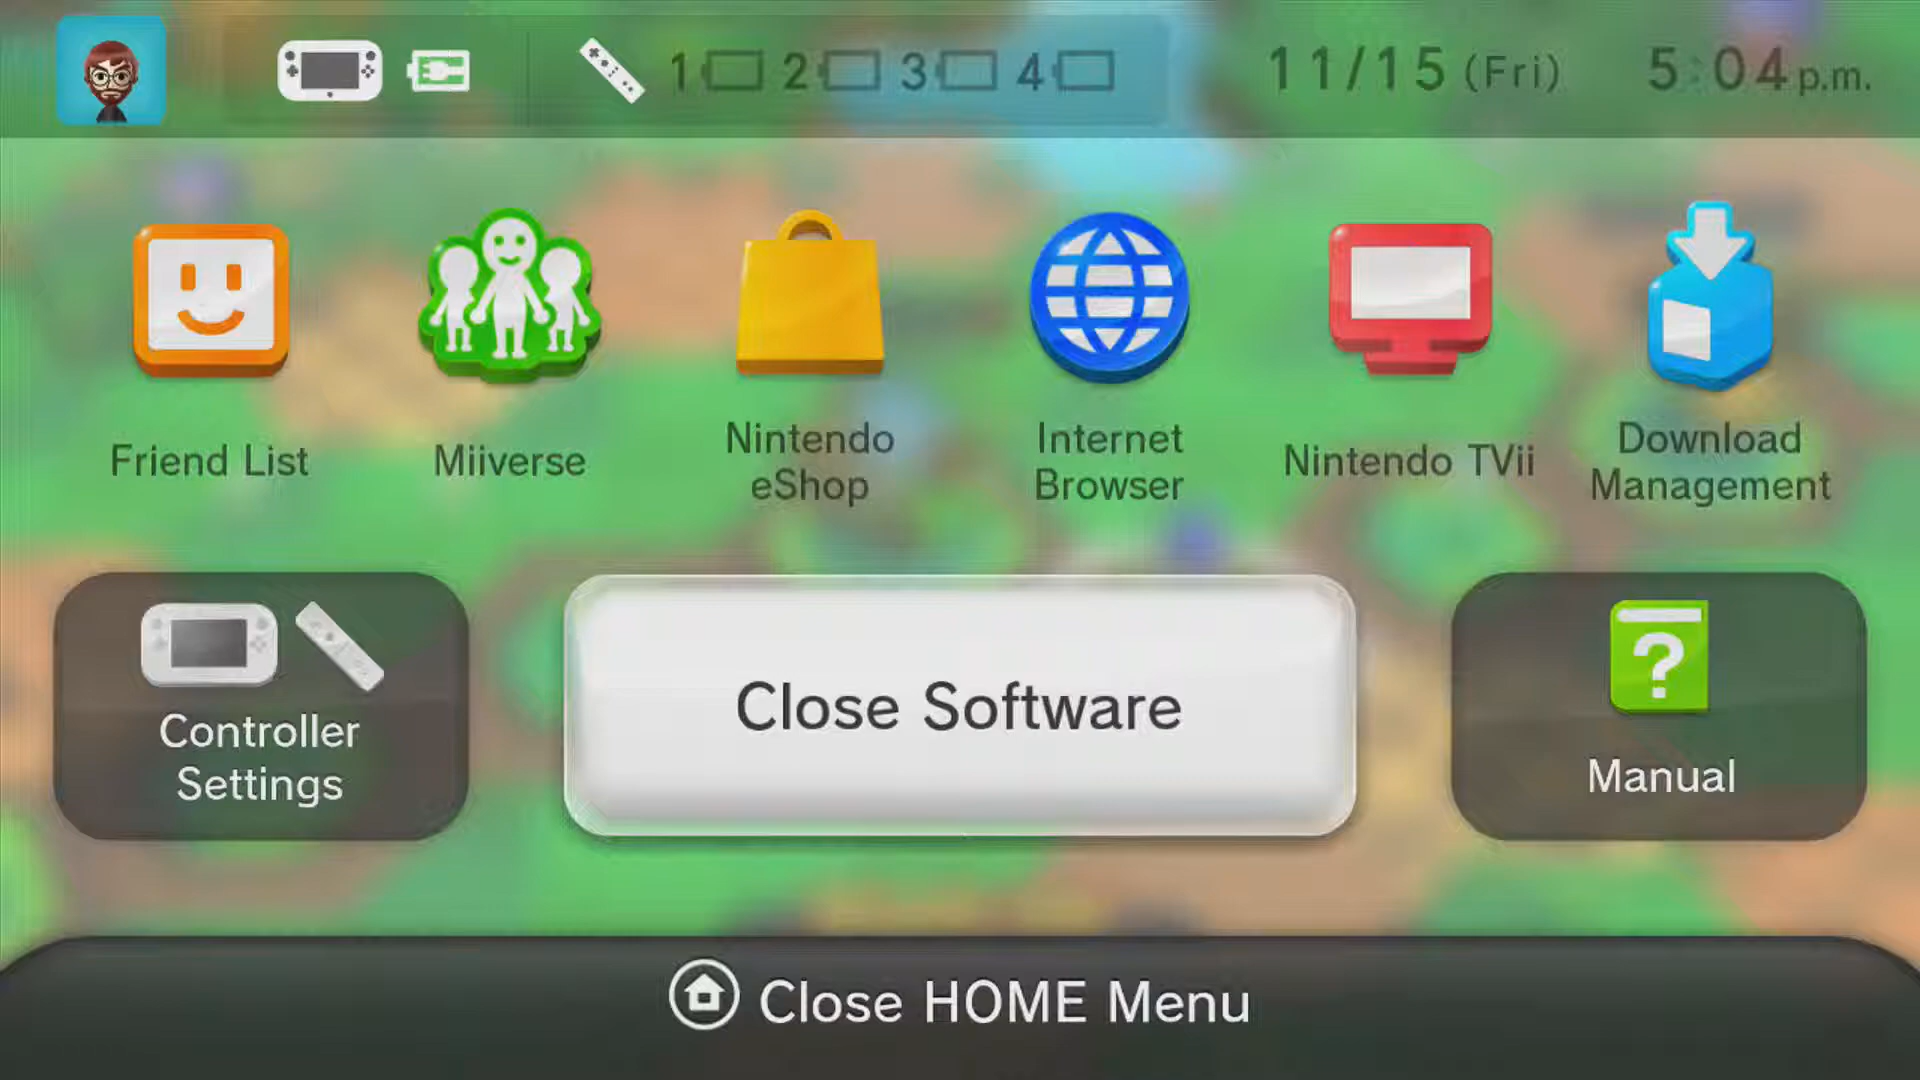 1 2 3 4 11/15 (Fri) 5:04 p.m.
Friend List
Miiverse
Nintendo
eShop
Internet
Browser
Nintendo TVii
Download
Management
Controller
Settings
Close Software
?
Manual
Close HOME Menu